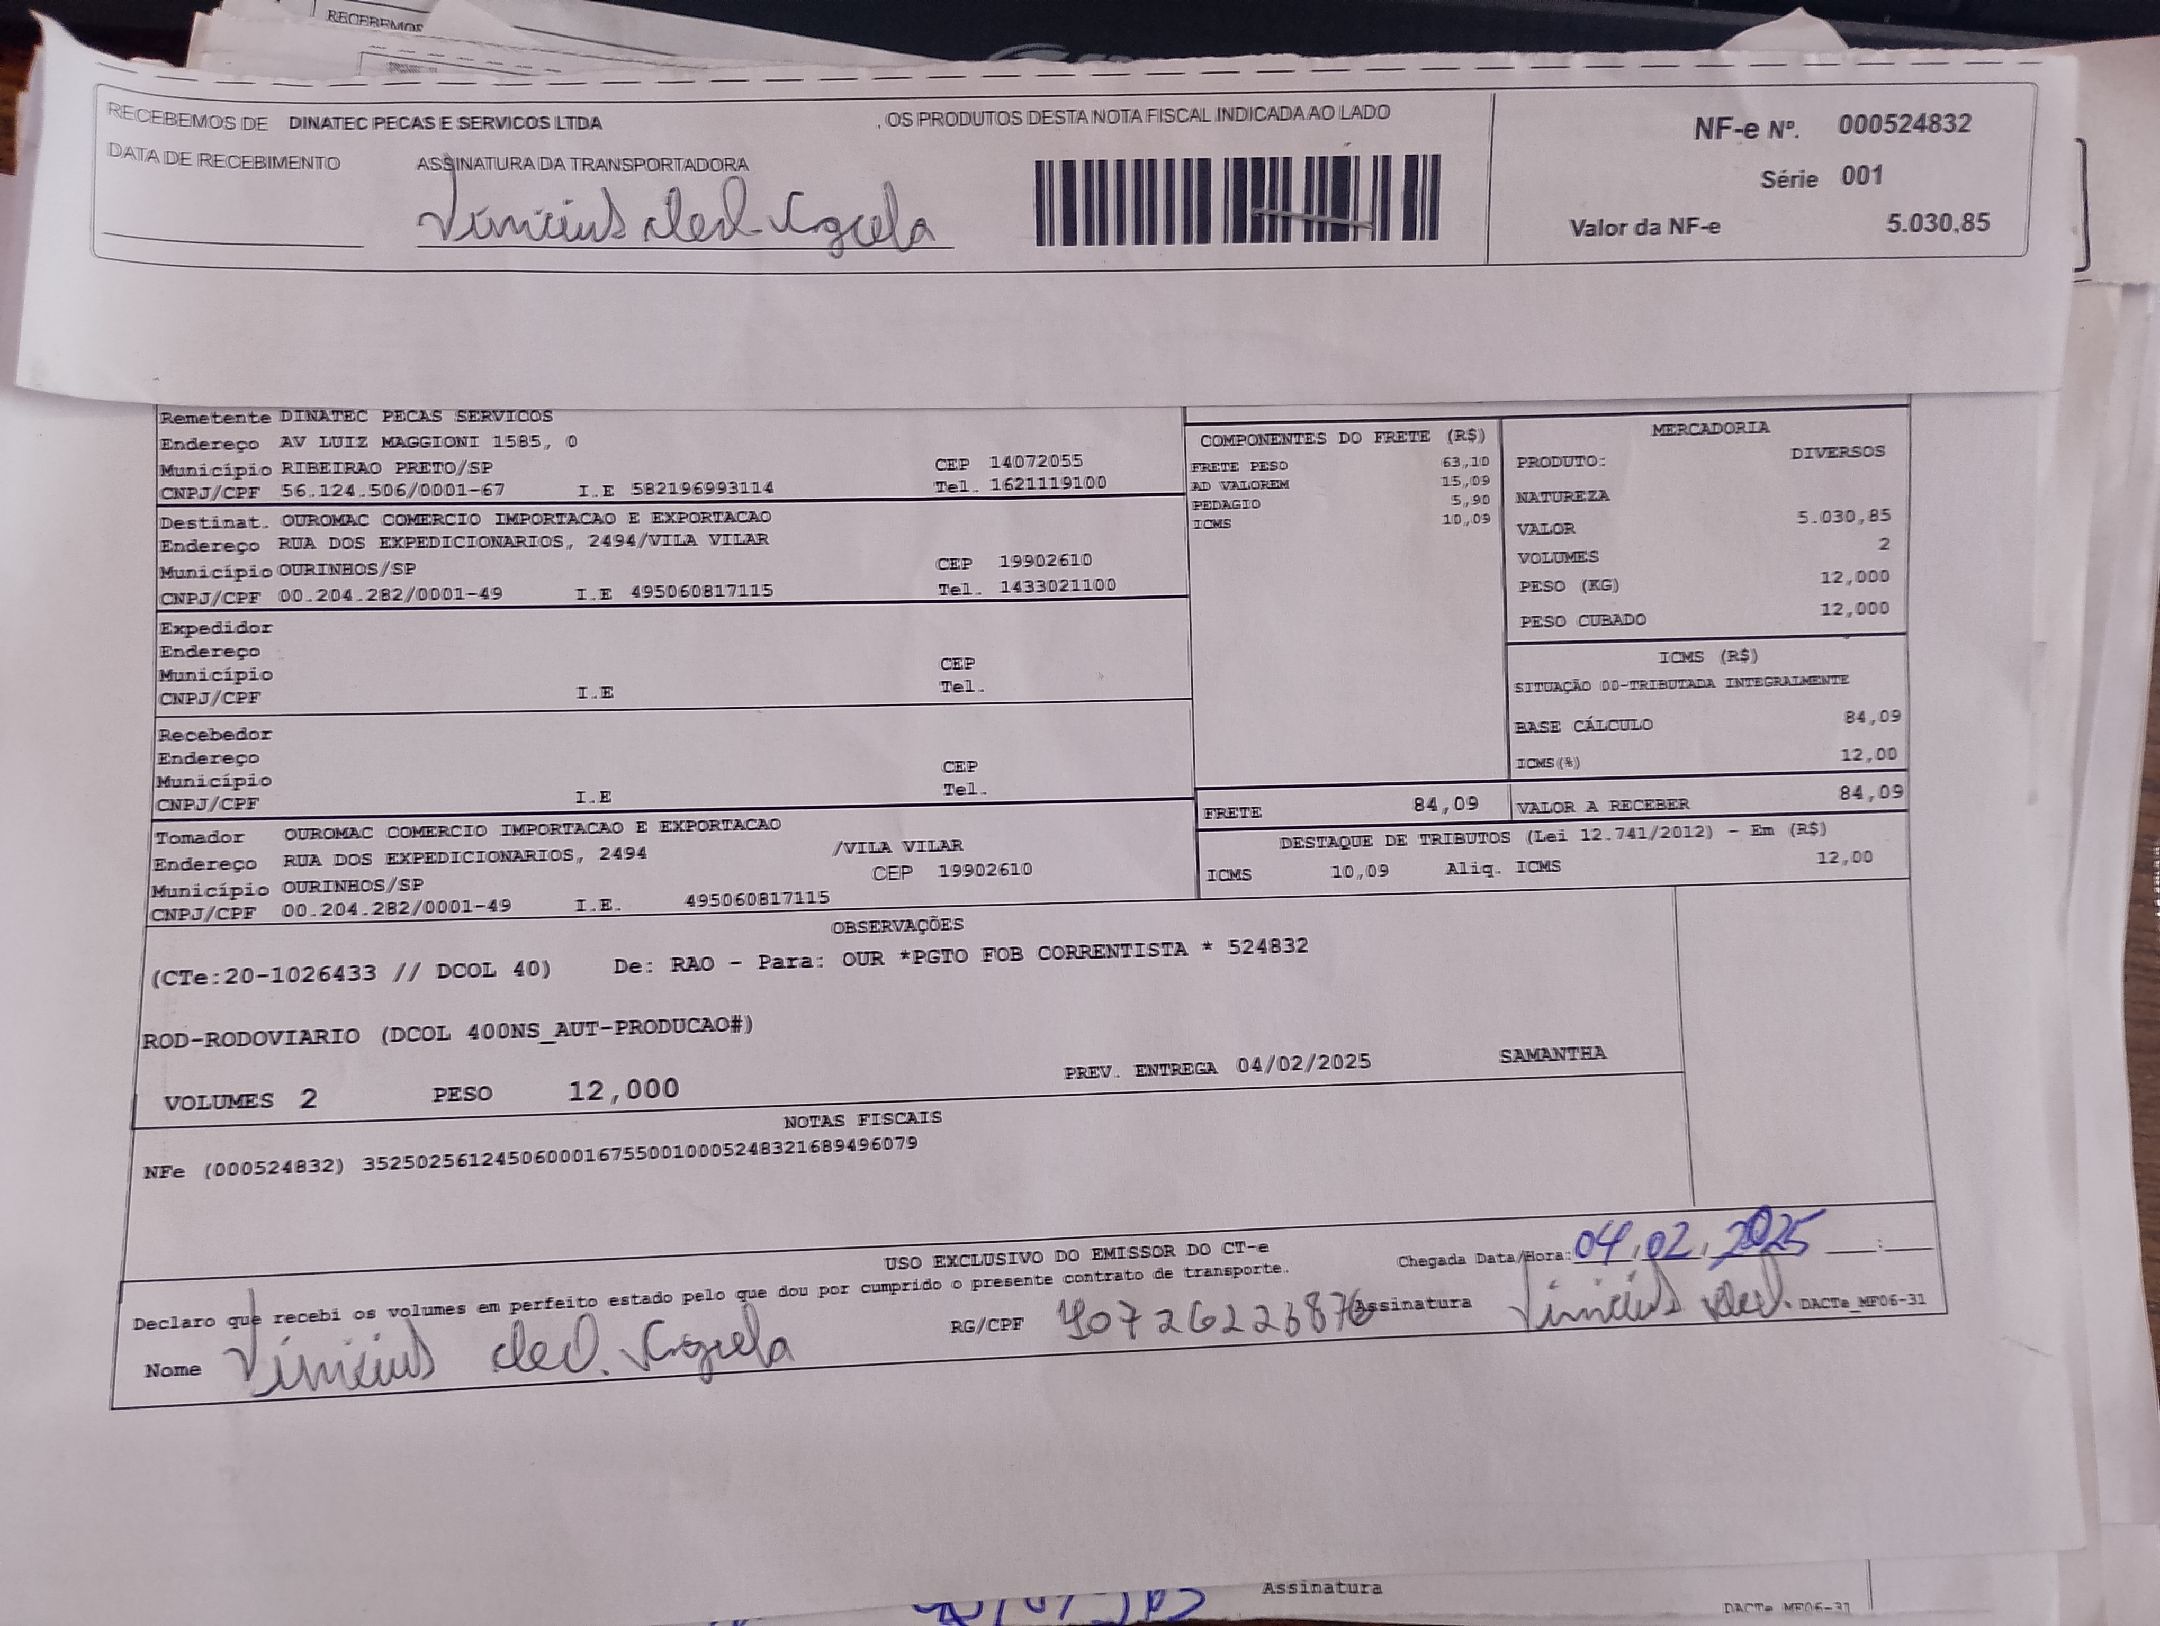 RECEBEMOS
RECEBEMOS DE DINATEC PECAS E SERVICOS LTDA , OS PRODUTOS DESTA NOTA FISCAL INDICADA AO LADO
DATA DE RECEBIMENTO ASSINATURA DA TRANSPORTADORA
Vinicius
NF-e Nº. 000524832
Série 001
Valor da NF-e 5.030,85
Remetente DINATEC PECAS SERVICOS
Endereço AV LUIZ MAGGIONI 1585, 0
Município RIBEIRAO PRETO/SP CEP 14072055
CNPJ/CPF 56.124.506/0001-67 I.E 582196993114 Tel. 1621119100
Destinat. OUROMAC COMERCIO IMPORTACAO E EXPORTACAO
Endereço RUA DOS EXPEDICIONARIOS, 2494/VILA VILAR
Município OURINHOS/SP CEP 19902610
CNPJ/CPF 00.204.282/0001-49 I.E 495060817115 Tel. 1433021100
Expedidor
Endereço
Município CEP
CNPJ/CPF I.E Tel.
Recebedor
Endereço
Município CEP
CNPJ/CPF I.E Tel.
Tomador OUROMAC COMERCIO IMPORTACAO E EXPORTACAO
Endereço RUA DOS EXPEDICIONARIOS, 2494 /VILA VILAR
Município OURINHOS/SP CEP 19902610
CNPJ/CPF 00.204.282/0001-49 I.E. 495060817115
COMPONENTES DO FRETE (R$)
FRETE PESO 63,10
AD VALOREM 15,09
PEDAGIO 5,90
ICMS 10,09
MERCADORIA
PRODUTO: DIVERSOS
NATUREZA
VALOR 5.030,85
VOLUMES 2
PESO (KG) 12,000
PESO CUBADO 12,000
ICMS (R$)
SITUAÇÃO 00-TRIBUTADA INTEGRALMENTE
BASE CÁLCULO 84,09
ICMS(%) 12,00
FRETE 84,09 VALOR A RECEBER 84,09
DESTAQUE DE TRIBUTOS (Lei 12.741/2012) - Em (R$)
ICMS 10,09 Aliq. ICMS 12,00
OBSERVAÇÕES
(CTe:20-1026433 // DCOL 40) De: RAO - Para: OUR *PGTO FOB CORRENTISTA * 524832
ROD-RODOVIARIO (DCOL 400NS_AUT-PRODUCAO#)
VOLUMES 2 PESO 12,000 PREV. ENTREGA 04/02/2025 SAMANTHA
NOTAS FISCAIS
NFe (000524832) 35250256124506000167550010005248321689496079
USO EXCLUSIVO DO EMISSOR DO CT-e
Chegada Data/Hora: 04, 02, 2025 :
Declaro que recebi os volumes em perfeito estado pelo que dou por cumprido o presente contrato de transporte.
Nome Vinicius RG/CPF Assinatura Vinicius DACTe_MF06-31
Assinatura
DACTe MF06-31